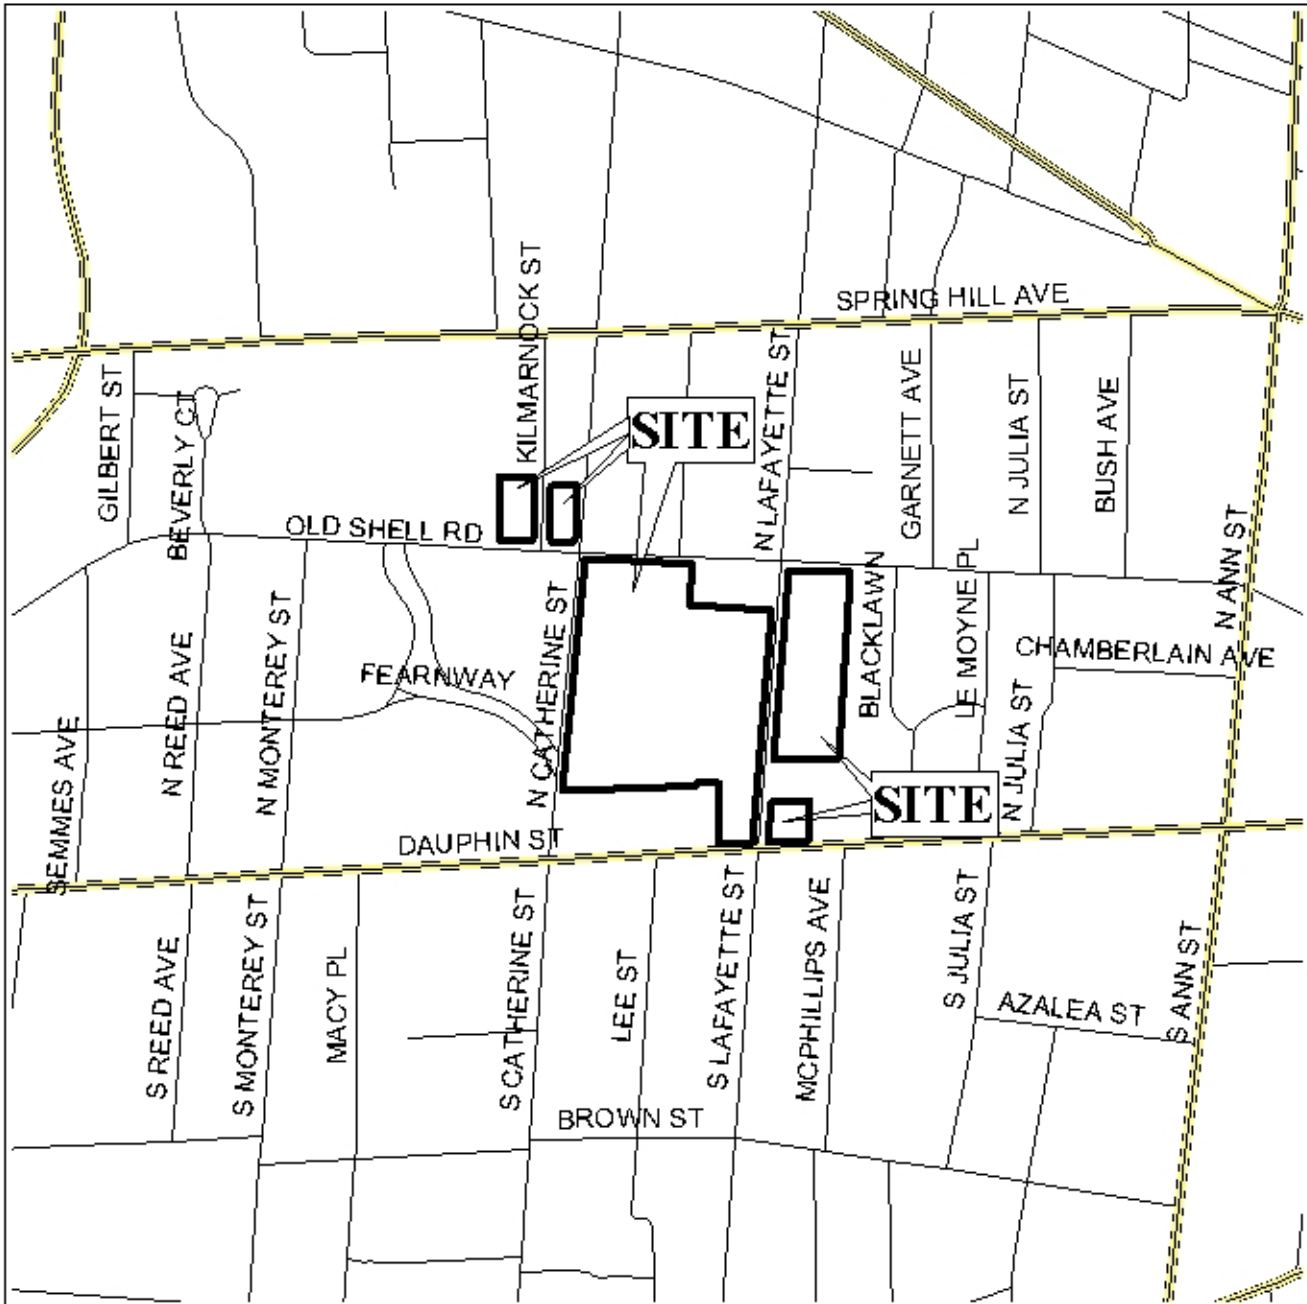 SPRING HILL AVE
KILMARNOCK ST
GILBERT ST
BEVERLY CT
SITE
N LAFAYETTE ST
GARNETT AVE
N JULIA ST
BUSH AVE
OLD SHELL RD
N ANN ST
N REED AVE
N MONTEREY ST
FEARNWAY
N CATHERINE ST
BLACKLAWN
LE MOYNE PL
CHAMBERLAIN AVE
SEMMES AVE
N JULIA ST
SITE
DAUPHIN ST
S REED AVE
S MONTEREY ST
MACY PL
S CATHERINE ST
LEE ST
S LAFAYETTE ST
MCPHILLIPS AVE
S JULIA ST
AZALEA ST
S ANN ST
BROWN ST